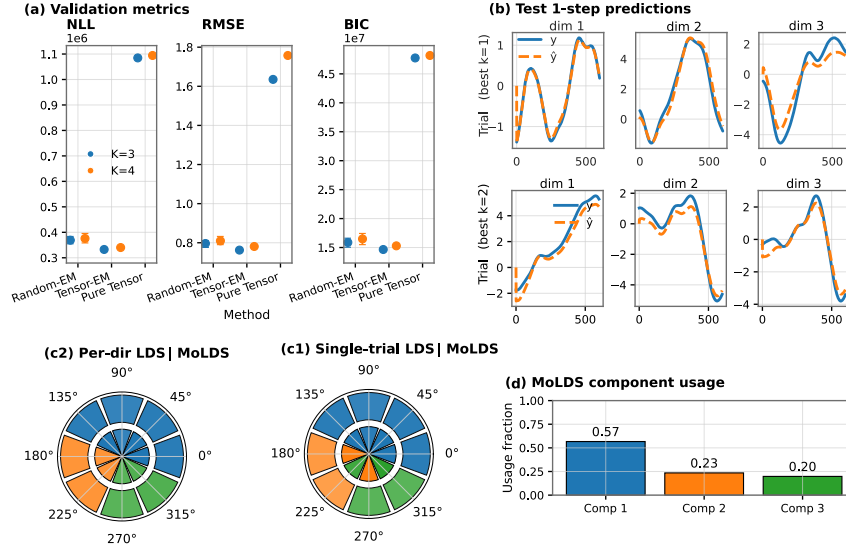 (a) Validation metrics
NLL
RMSE
BIC
1e6
1e7
1.1
1.0
0.9
0.8
0.7
0.6
0.5
0.4
0.3
K=3
K=4
1.8
1.6
1.4
1.2
1.0
0.8
4.5
4.0
3.5
3.0
2.5
2.0
1.5
Random-EM
Tensor-EM
Pure Tensor
Random-EM
Tensor-EM
Pure Tensor
Random-EM
Tensor-EM
Pure Tensor
Method
(b) Test 1-step predictions
dim 1
dim 2
dim 3
Trial (best k=1)
y
ŷ
1
0
−1
0
500
4
2
0
0
500
2
0
−2
−4
0
500
dim 1
dim 2
dim 3
Trial (best k=2)
y
ŷ
4
2
0
−2
0
500
2
0
−2
−4
0
500
2
0
−2
−4
0
500
(c2) Per-dir LDS | MoLDS
90°
135°
45°
180°
0°
225°
315°
270°
(c1) Single-trial LDS | MoLDS
90°
135°
45°
180°
0°
225°
315°
270°
(d) MoLDS component usage
Usage fraction
1.00
0.75
0.50
0.25
0.00
0.57
0.23
0.20
Comp 1
Comp 2
Comp 3